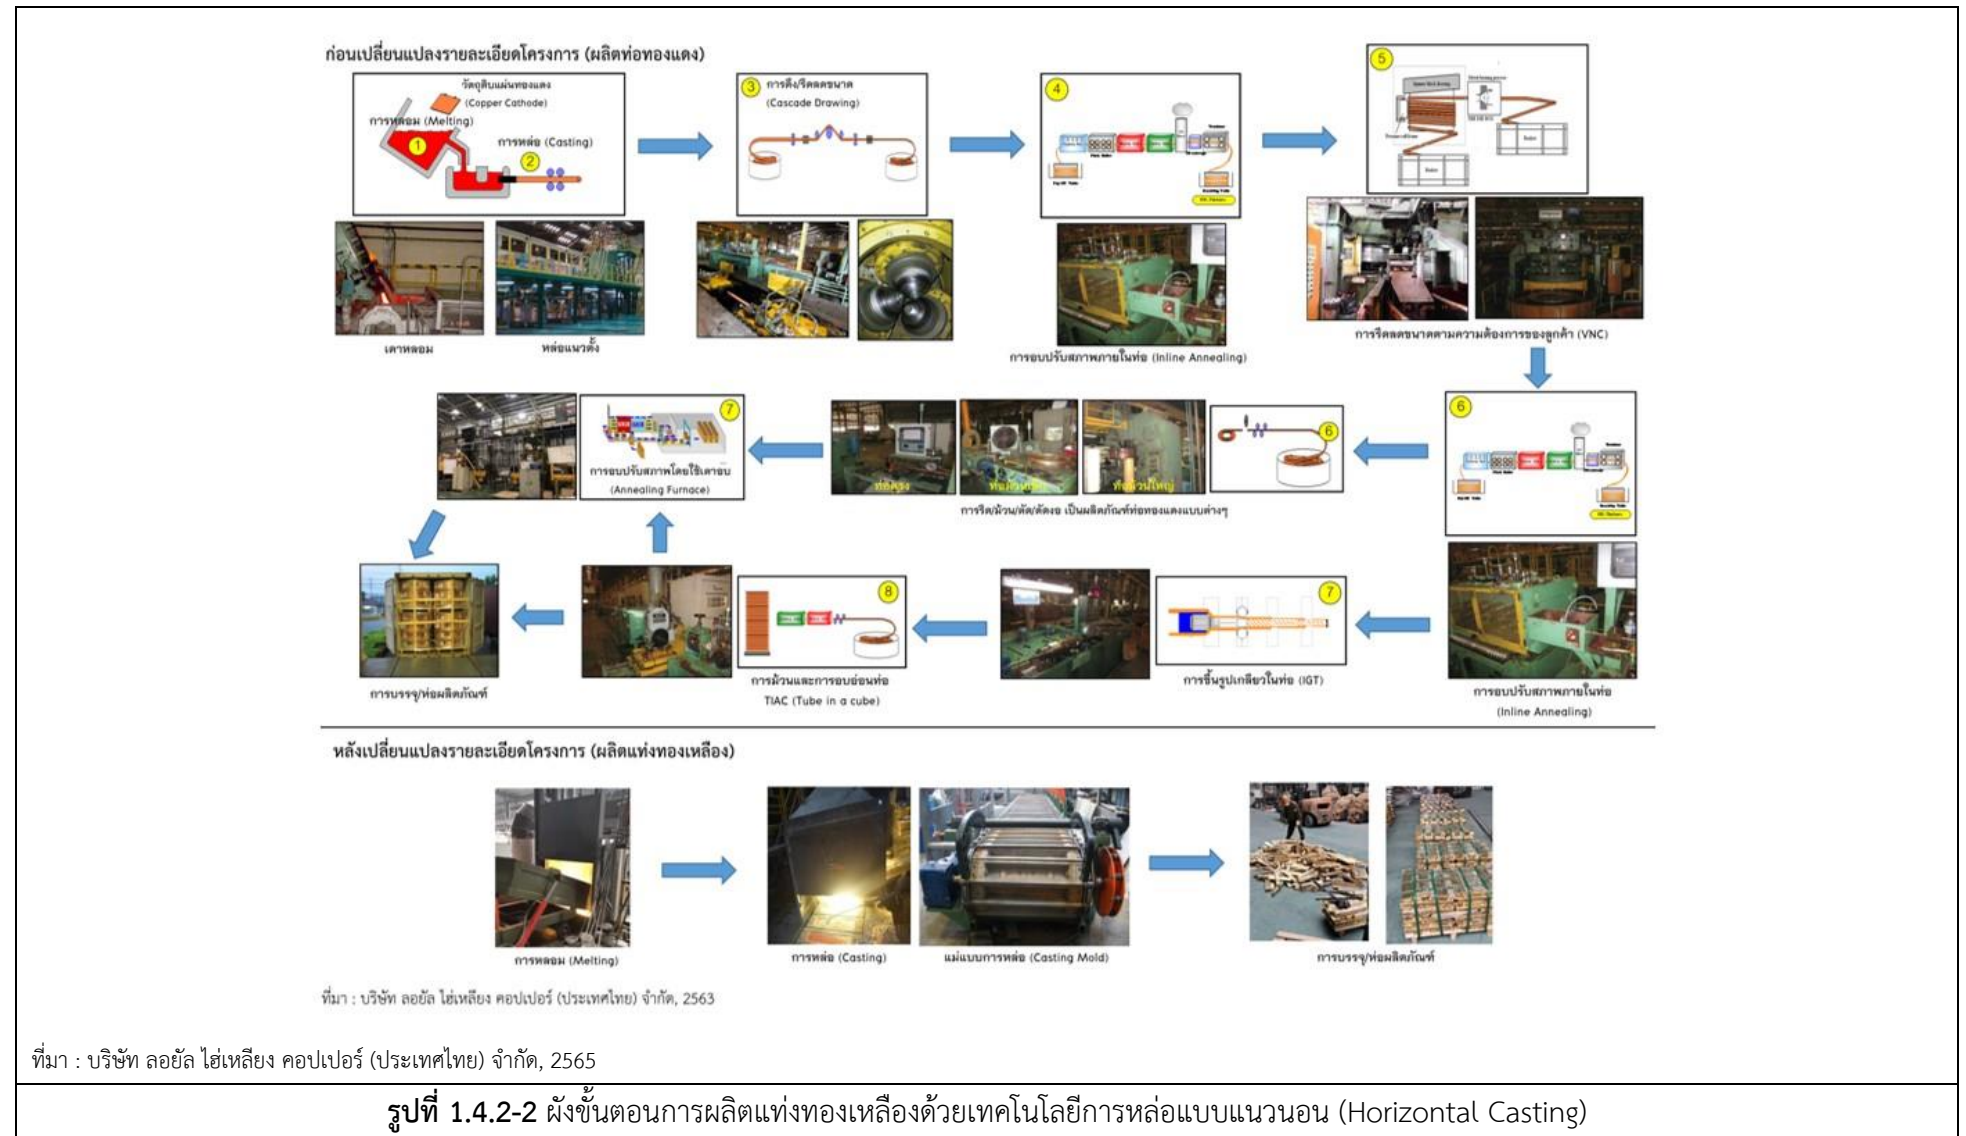 ก่อนเปลี่ยนแปลงรายละเอียดโครงการ (ผลิตท่อทองแดง)
วัตถุดิบแผ่นทองแดง
(Copper Cathode)
การหลอม (Melting)
1
การหล่อ (Casting)
2
เตาหลอม
หล่อแนวตั้ง
3 การดึง/รีดลดขนาด
(Cascade Drawing)
4
การอบปรับสภาพภายในท่อ (Inline Annealing)
5
การรีดลดขนาดตามความต้องการของลูกค้า (VNC)
6
การอบปรับสภาพภายในท่อ
(Inline Annealing)
6
ท่อตรง
ท่อม้วนใหญ่
การรีด/ม้วน/ตัด/ดัดงอ เป็นผลิตภัณฑ์ท่อทองแดงแบบต่างๆ
7
การอบปรับสภาพโดยใช้เตาอบ
(Annealing Furnace)
7
การขึ้นรูปเกลียวในท่อ (IGT)
8
การม้วนและการอบอ่อนท่อ
TIAC (Tube in a cube)
การบรรจุ/ห่อผลิตภัณฑ์
หลังเปลี่ยนแปลงรายละเอียดโครงการ (ผลิตแท่งทองเหลือง)
การหลอม (Melting)
การหล่อ (Casting)
แม่แบบการหล่อ (Casting Mold)
การบรรจุ/ห่อผลิตภัณฑ์
ที่มา : บริษัท ลอยัล ไฮ่เหลียง คอปเปอร์ (ประเทศไทย) จำกัด, 2563
ที่มา : บริษัท ลอยัล ไฮ่เหลียง คอปเปอร์ (ประเทศไทย) จำกัด, 2565
รูปที่ 1.4.2-2 ผังขั้นตอนการผลิตแท่งทองเหลืองด้วยเทคโนโลยีการหล่อแบบแนวนอน (Horizontal Casting)